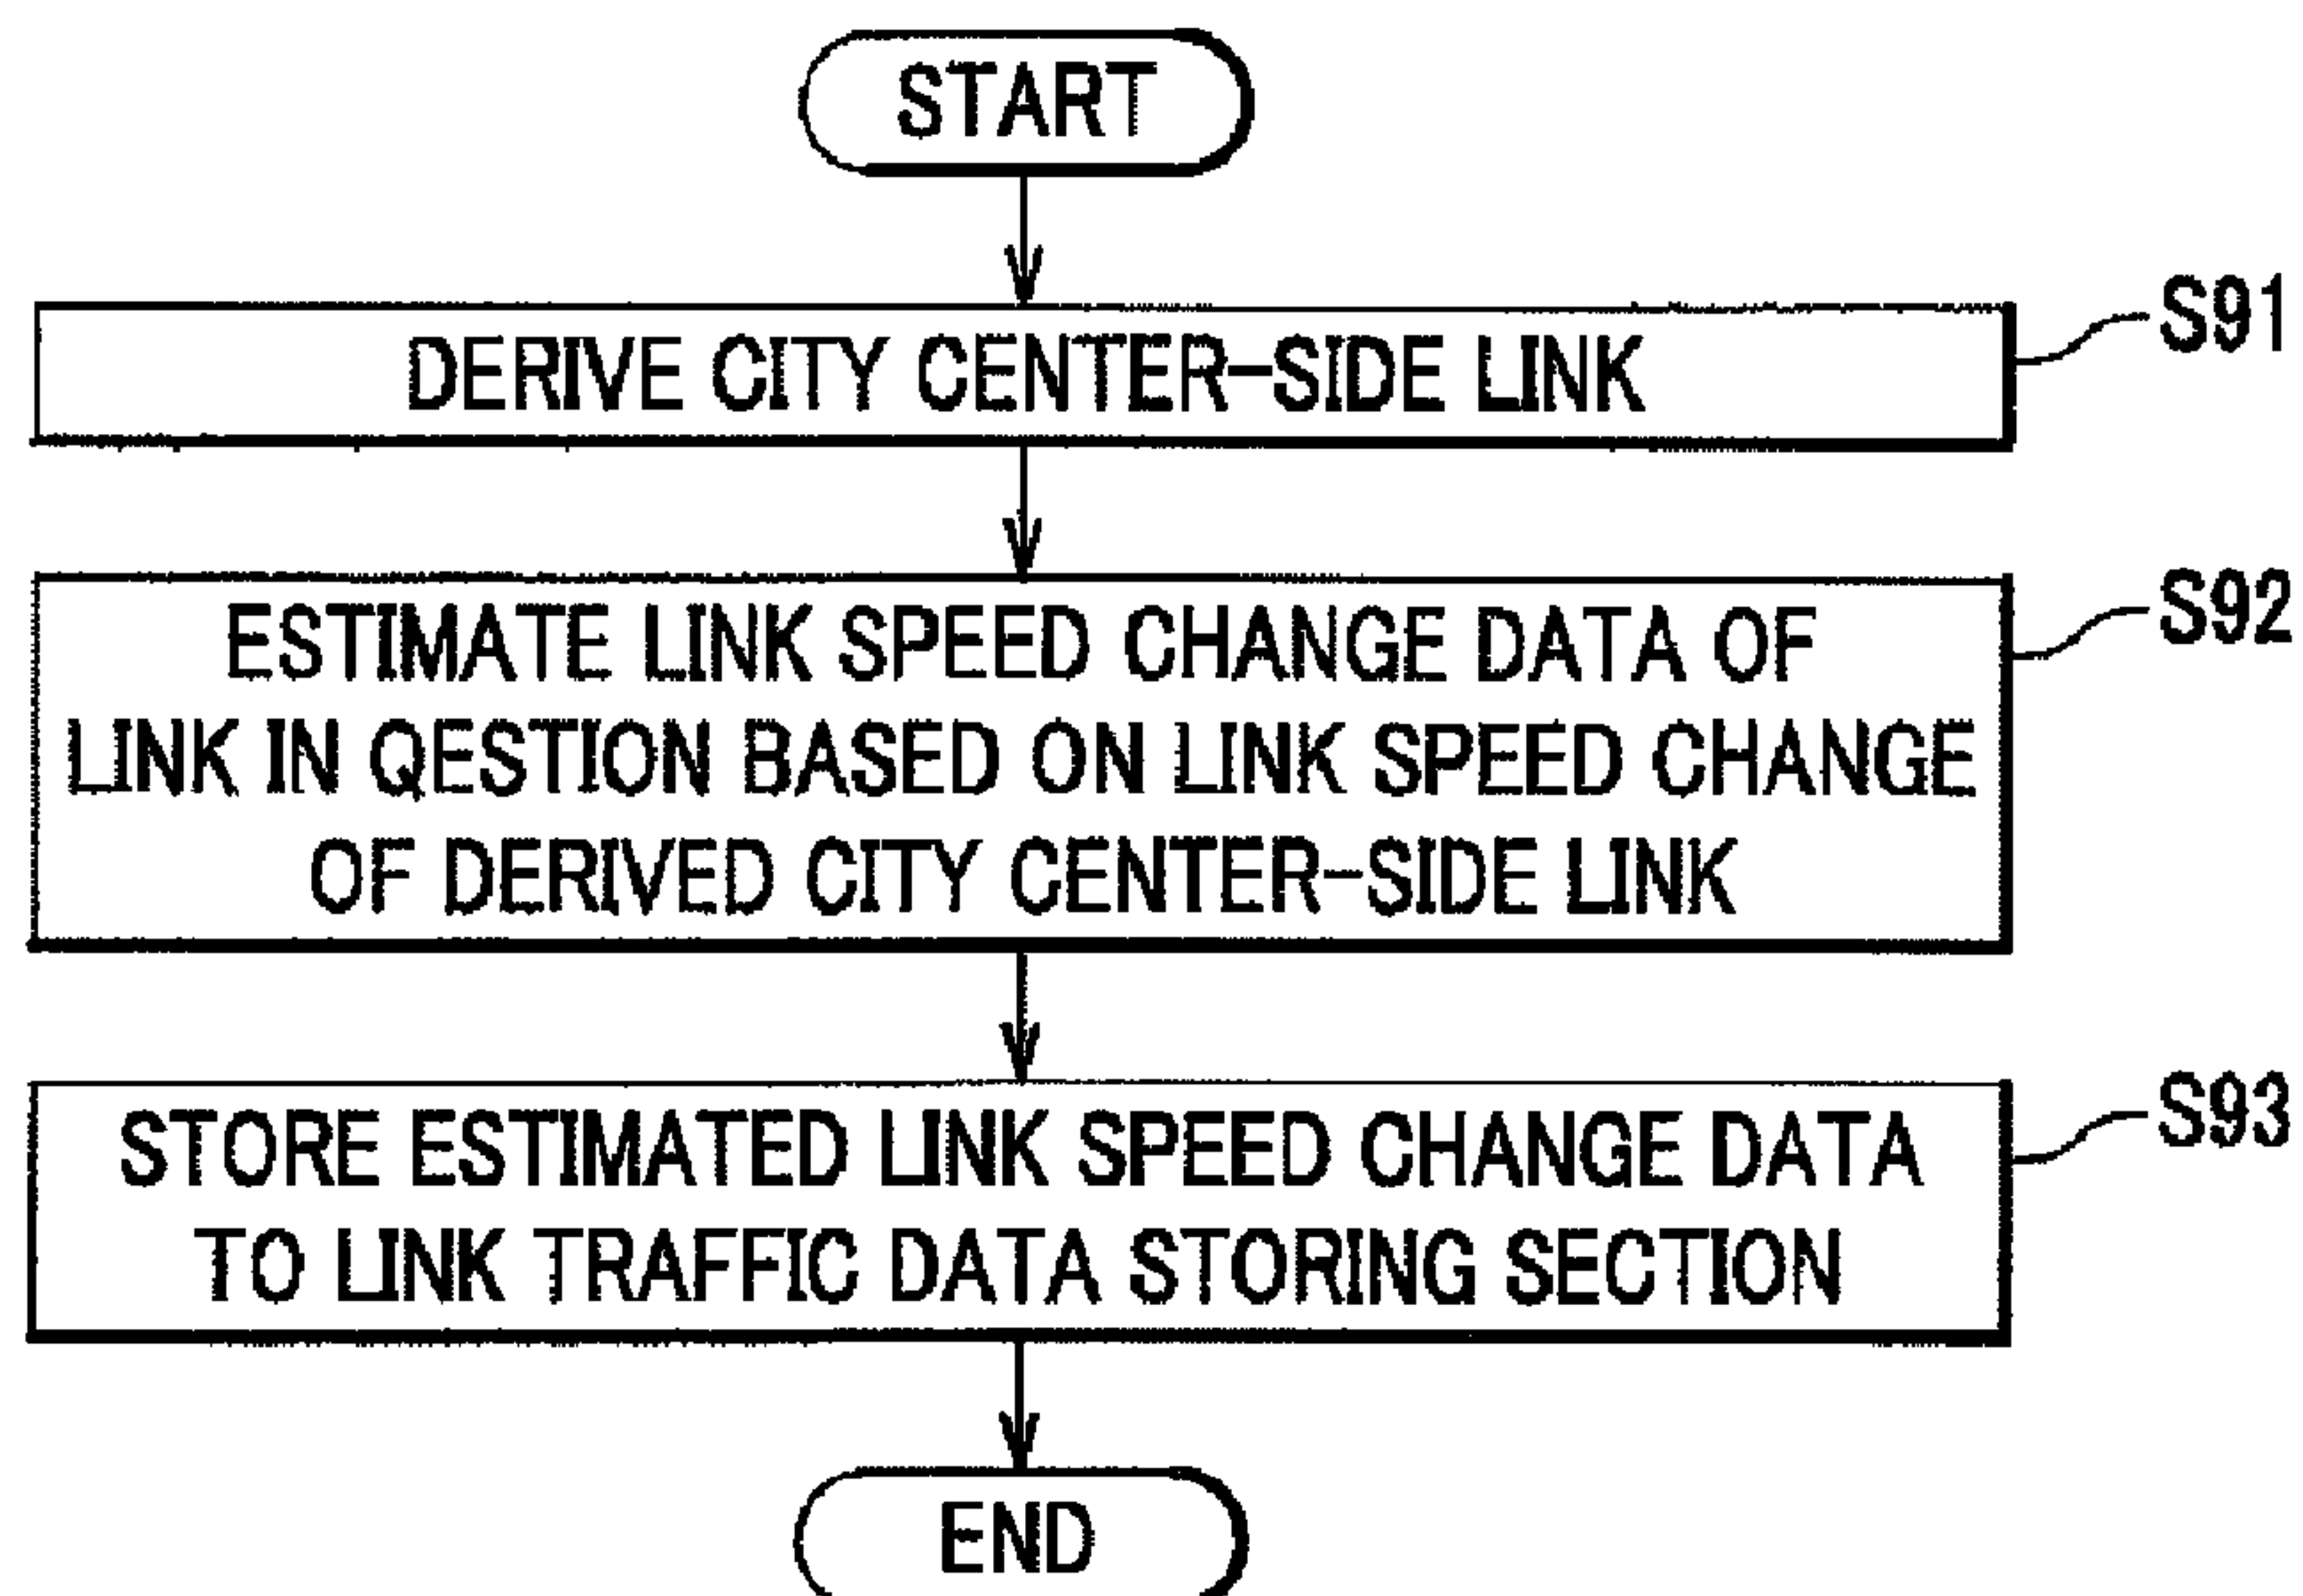 START
DERIVE CITY CENTER-SIDE LINK
S91
ESTIMATE LINK SPEED CHANGE DATA OF
LINK IN QESTION BASED ON LINK SPEED CHANGE
OF DERIVED CITY CENTER-SIDE LINK
S92
STORE ESTIMATED LINK SPEED CHANGE DATA
TO LINK TRAFFIC DATA STORING SECTION
S93
END